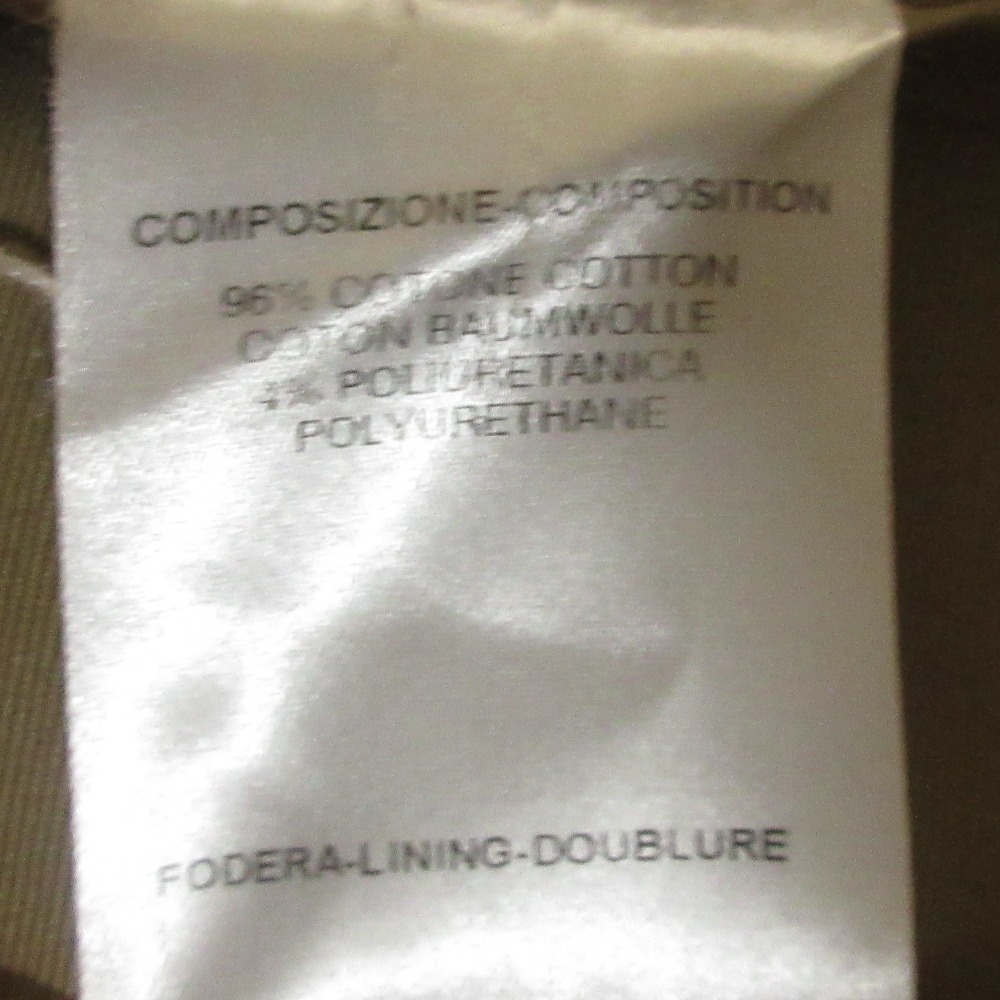 COMPOSIZIONE-COMPOSITION
96% COTONE COTTON
COTON BAUMWOLLE
4% POLIURETANICA
POLYURETHANE
FODERA-LINING-DOUBLURE